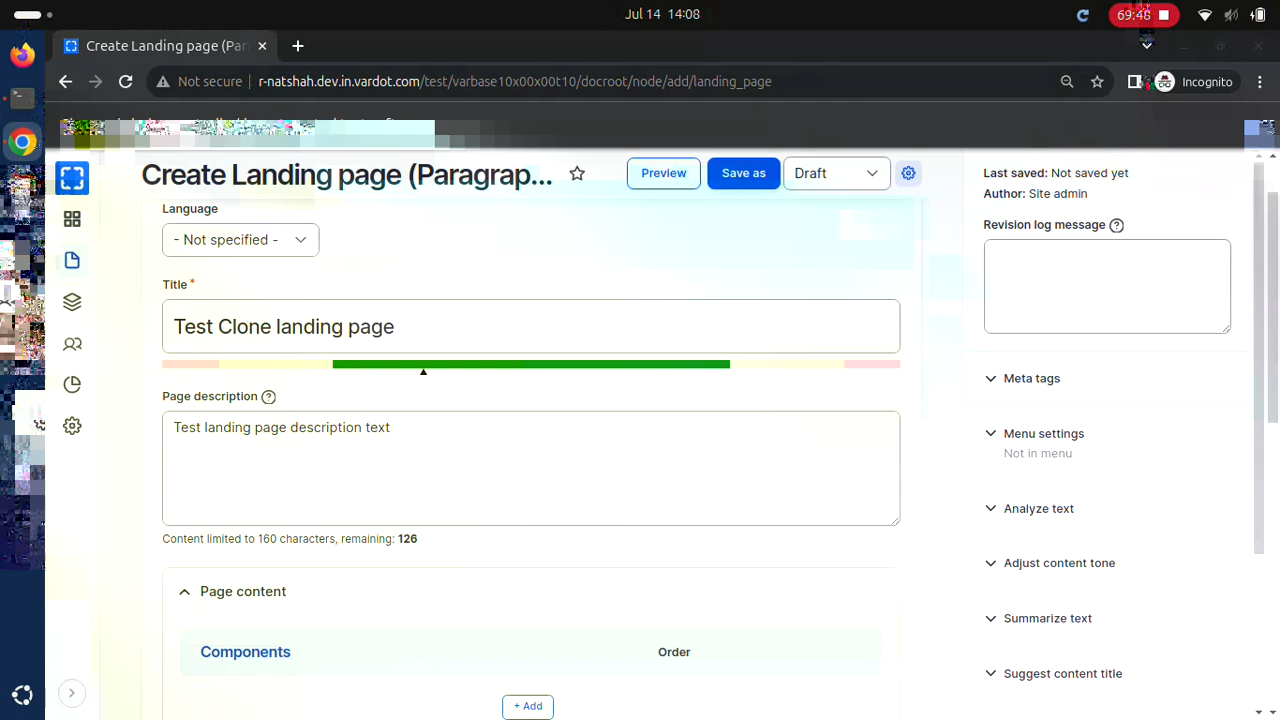 Jul 14 14:08
69:48
Create Landing page (Par
Not secure
r-natshah.dev.in.vardot.com/test/varbase10x00x00t10/docroot/node/add/landing_page
Incognito
Create Landing page (Paragrap...
Preview
Save as
Draft
Last saved: Not saved yet
Author: Site admin
Revision log message
Language
- Not specified -
Title *
Test Clone landing page
Page description
Test landing page description text
Content limited to 160 characters, remaining: 126
Page content
Components
Order
+ Add
Meta tags
Menu settings
Not in menu
Analyze text
Adjust content tone
Summarize text
Suggest content title